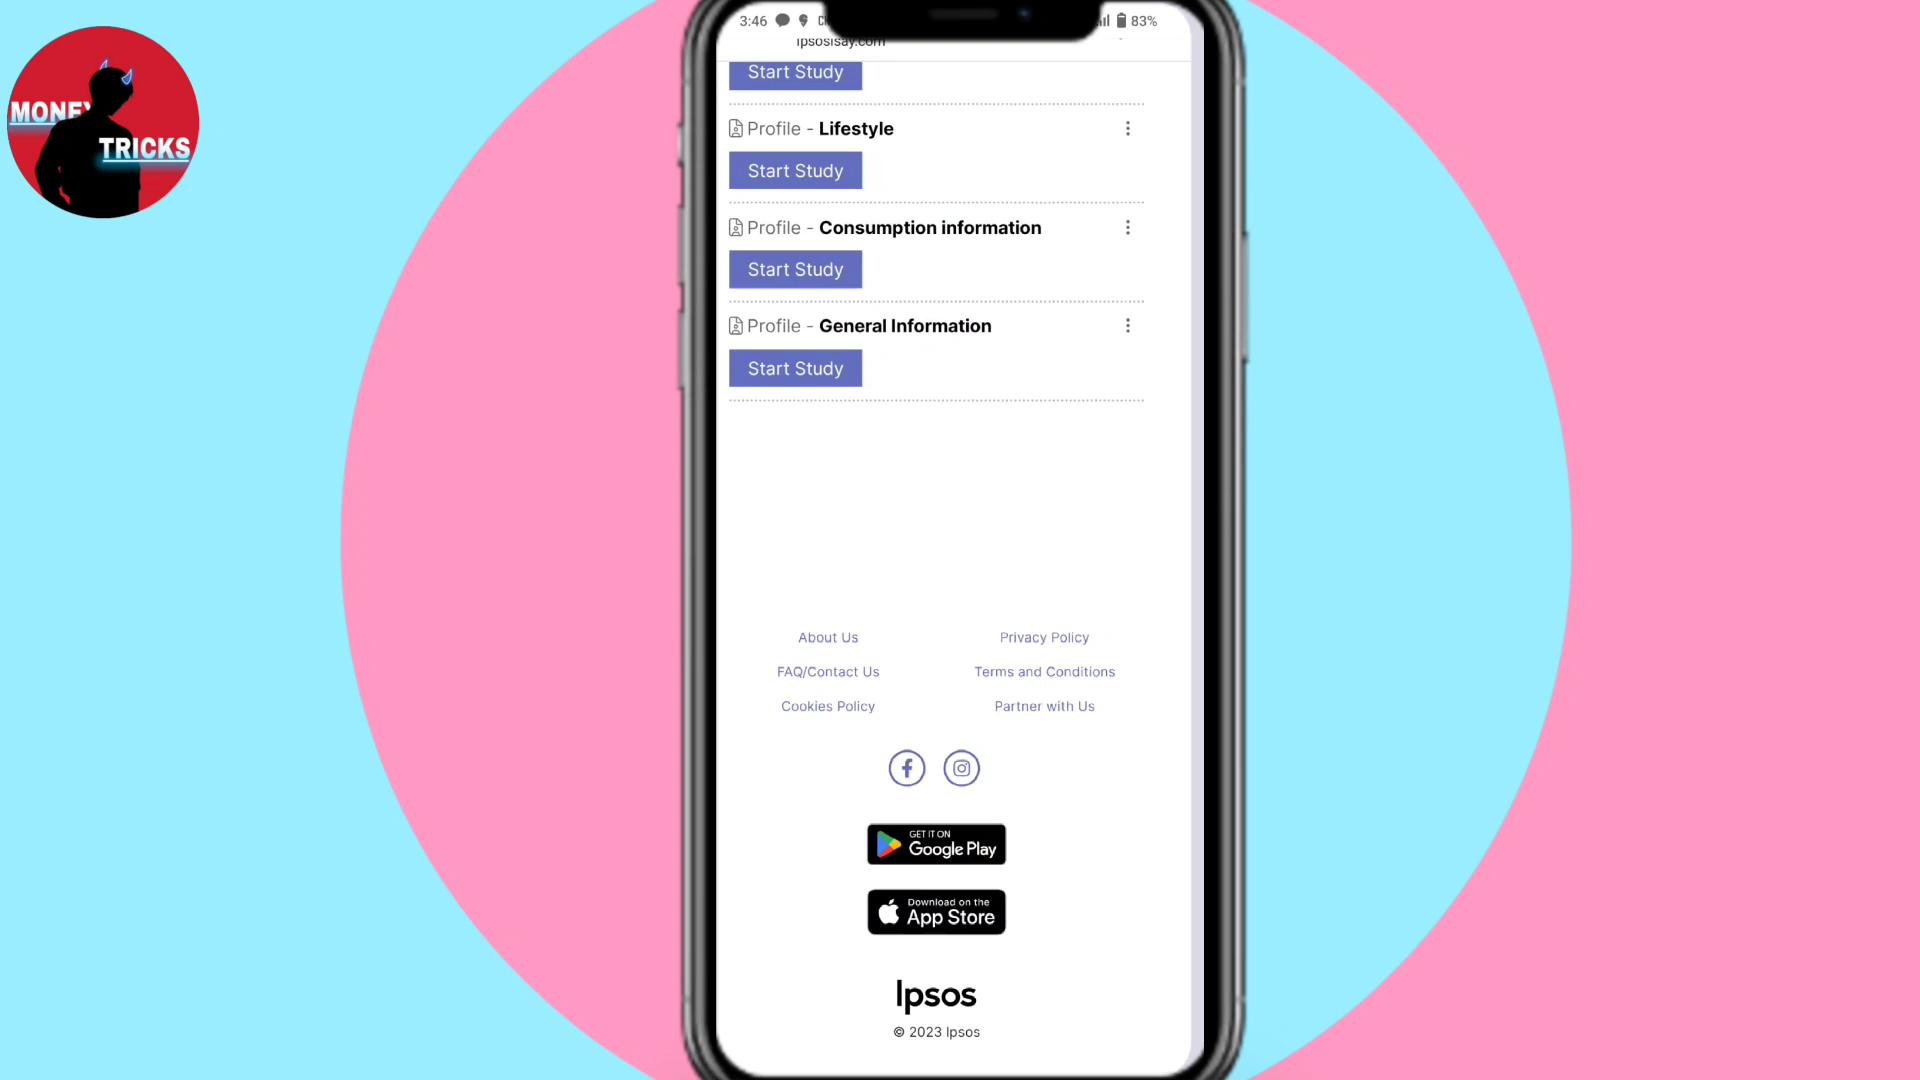 3:46
83%
ipsosisay.com
Start Study
Profile - Lifestyle
Start Study
Profile - Consumption information
Start Study
Profile - General Information
Start Study
About Us
Privacy Policy
FAQ/Contact Us
Terms and Conditions
Cookies Policy
Partner with Us
GET IT ON
Google Play
Download on the
App Store
Ipsos
© 2023 Ipsos
MONEY
TRICKS